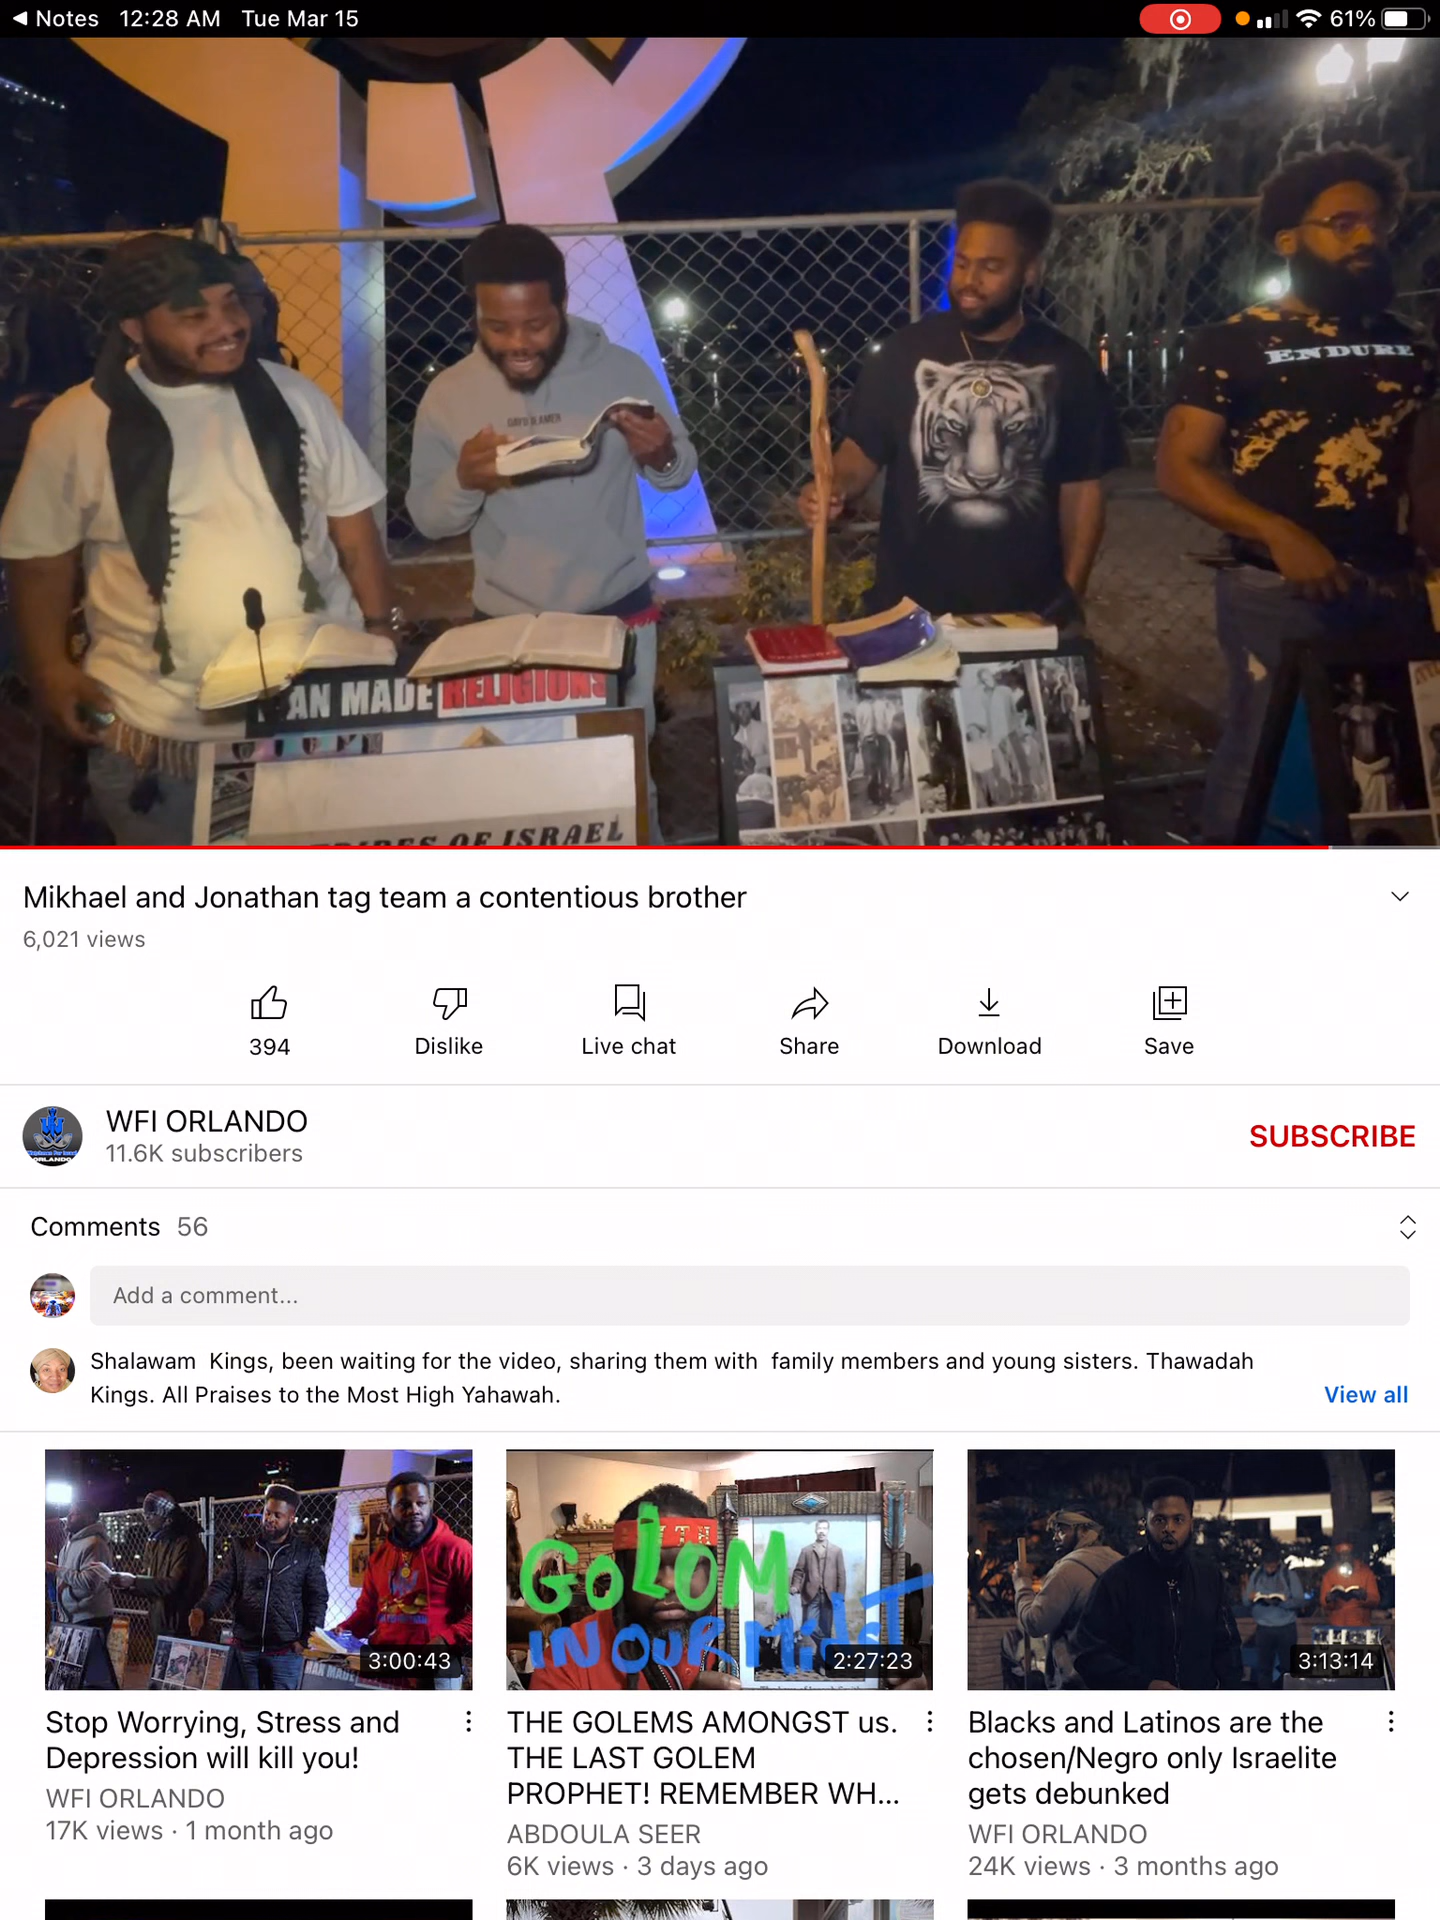 Notes 12:28 AM Tue Mar 15
61%
ENDURE
AN MADE RELIGIONS
OF ISRAEL
Mikhael and Jonathan tag team a contentious brother
6,021 views
394
Dislike
Live chat
Share
Download
Save
WFI ORLANDO
11.6K subscribers
SUBSCRIBE
Comments 56
Add a comment...
Shalawam Kings, been waiting for the video, sharing them with family members and young sisters. Thawadah
Kings. All Praises to the Most High Yahawah.
View all
3:00:43
GOLOM
IN OUR MidST
2:27:23
3:13:14
Stop Worrying, Stress and
Depression will kill you!
WFI ORLANDO
17K views · 1 month ago
THE GOLEMS AMONGST us.
THE LAST GOLEM
PROPHET! REMEMBER WH...
ABDOULA SEER
6K views · 3 days ago
Blacks and Latinos are the
chosen/Negro only Israelite
gets debunked
WFI ORLANDO
24K views · 3 months ago